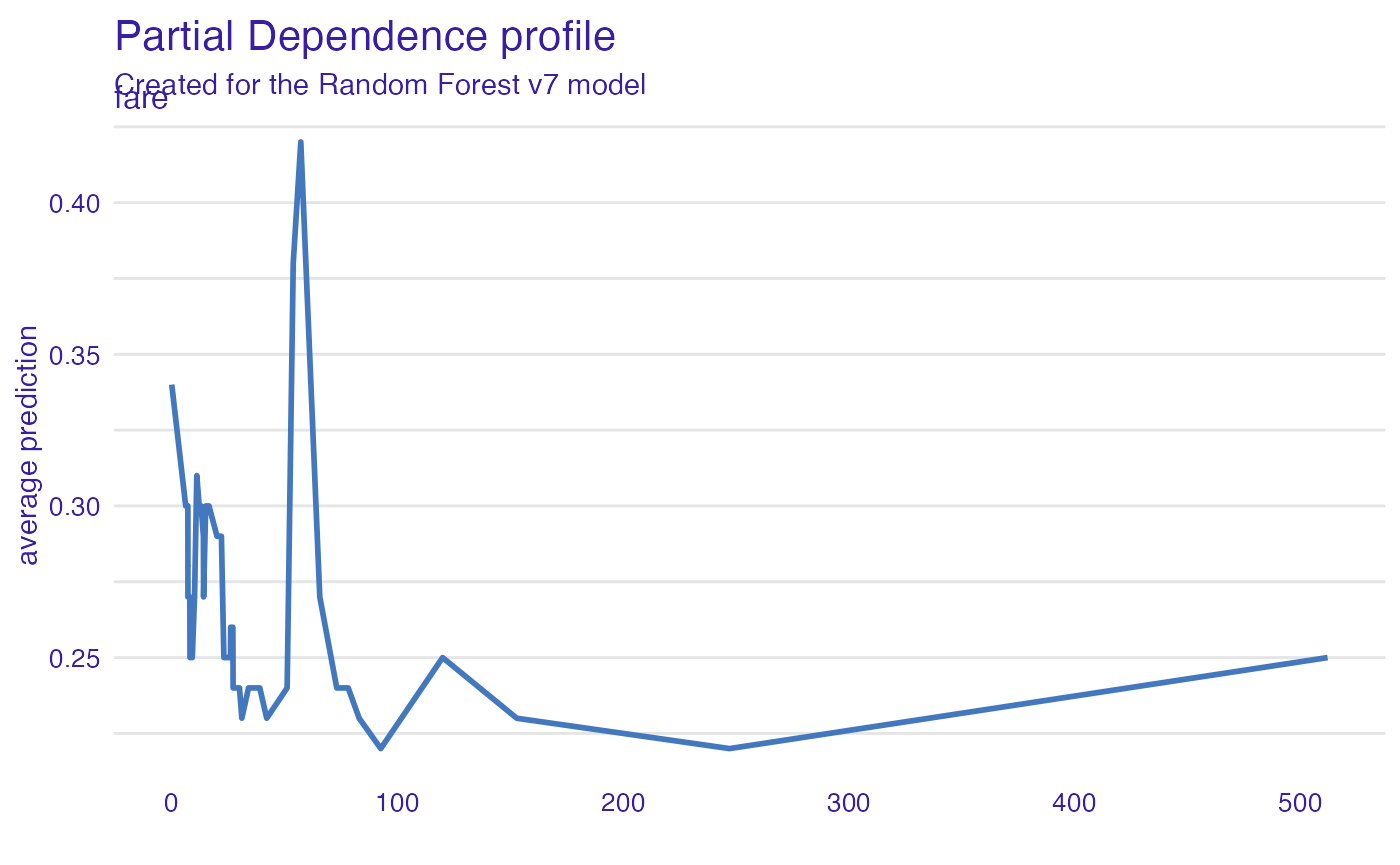 Partial Dependence profile
Created for the Random Forest v7 model
fare
average prediction
0.40
0.35
0.30
0.25
0 100 200 300 400 500